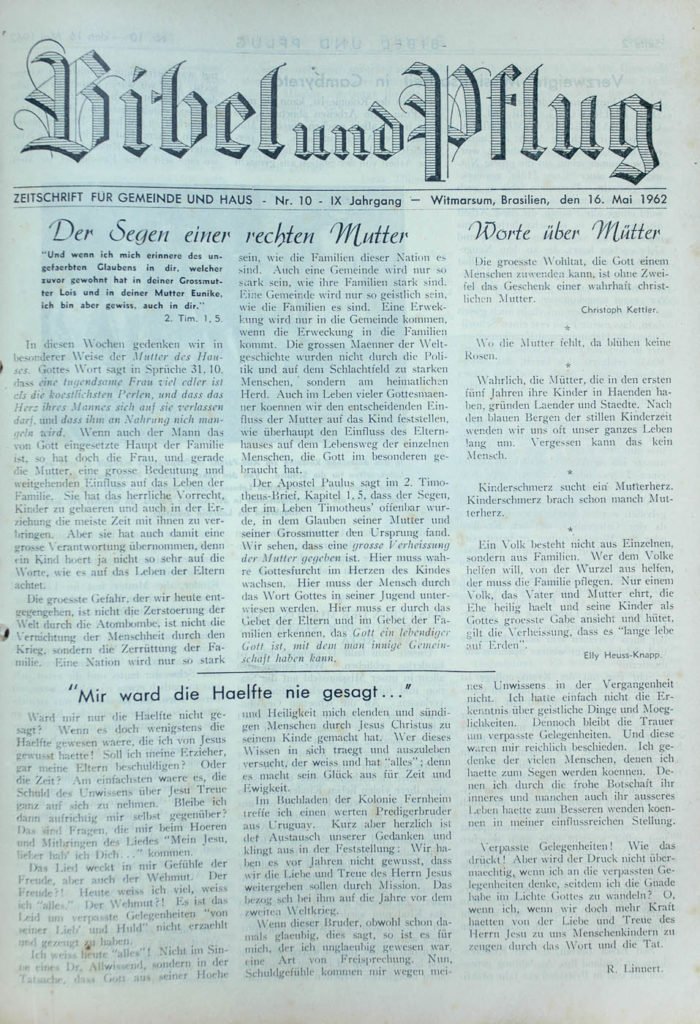 Bibel und Pflug
ZEITSCHRIFT FÜR GEMEINDE UND HAUS - Nr. 10 - IX Jahrgang — Witmarsum, Brasilien, den 16. Mai 1962
Der Segen einer rechten Mutter
"Und wenn ich mich erinnere des un-
gefaerbten Glaubens in dir, welcher
zuvor gewohnt hat in deiner Grossmut-
ter Lois und in deiner Mutter Eunike,
ich bin aber gewiss, auch in dir."
2. Tim. 1, 5.
In diesen Wochen gedenken wir in
besonderer Weise der Mutter des Hau-
ses. Gottes Wort sagt in Sprüche 31, 10.
dass eine tugendsame Frau viel edler ist
als die koestlichsten Perlen, und dass das
Herz ihres Mannes sich auf sie verlassen
darf, und dass ihm an Nahrung nich man-
geln wird. Wenn auch der Mann das
von Gott eingesetzte Haupt der Familie
ist, so hat doch die Frau, und gerade
die Mutter, eine grosse Bedeutung und
weitgehenden Einfluss auf das Leben der
Familie. Sie hat das herrliche Vorrecht,
Kinder zu gebaeren und auch in der Er-
ziehung die meiste Zeit mit ihnen zu ver-
bringen. Aber sie hat auch damit eine
grosse Verantwortung übernommen, denn
ein Kind hoert ja nicht so sehr auf die
Worte, wie es auf das Leben der Eltern
achtet.
Die groesste Gefahr, der wir heute ent-
gegengehen, ist nicht die Zerstoerung der
Welt durch die Atombombe, ist nicht die
Vernichtung der Menschheit durch den
Krieg, sondern die Zerrüttung der Fa-
milie. Eine Nation wird nur so stark
sein, wie die Familien dieser Nation es
sind. Auch eine Gemeinde wird nur so
stark sein, wie ihre Familien stark sind.
Eine Gemeinde wird nur so geistlich sein,
wie die Familien es sind. Eine Erwek-
kung wird nur in die Gemeinde kommen,
wenn die Erweckung in die Familien
kommt. Die grossen Maenner der Welt-
geschichte wurden nicht durch die Poli-
tik und auf dem Schlachtfeld zu starken
Menschen, sondern am heimatlichen
Herd. Auch im Leben vieler Gottesmaen-
ner koennen wir den entscheidenden Ein-
fluss der Mutter auf das Kind feststellen,
wie überhaupt den Einfluss des Eltern-
hauses auf dem Lebensweg der einzelnen
Menschen, die Gott im besonderen ge-
braucht hat.
Der Apostel Paulus sagt im 2. Timo-
theus-Brief, Kapitel 1, 5, dass der Segen,
der im Leben Timotheus' offenbar wur-
de, in dem Glauben seiner Mutter und
seiner Grossmutter den Ursprung fand.
Wir sehen, dass eine grosse Verheissung
der Mutter gegeben ist. Hier muss wah-
re Gottesfurcht im Herzen des Kindes
wachsen. Hier muss der Mensch durch
das Wort Gottes in seiner Jugend unter-
wiesen werden. Hier muss er durch das
Gebet der Eltern und im Gebet der Fa-
milien erkennen, das Gott ein lebendiger
Gott ist, mit dem man innige Gemein-
schaft haben kann.
Worte über Mütter
Die groesste Wohltat, die Gott einem
Menschen zuwenden kann, ist ohne Zwei-
fel das Geschenk einer wahrhaft christ-
lichen Mutter.
Christoph Kettler.
*
Wo die Mutter fehlt, da blühen keine
Rosen.
*
Wahrlich, die Mütter, die in den ersten
fünf Jahren ihre Kinder in Haenden ha-
ben, gründen Laender und Staedte. Nach
den blauen Bergen der stillen Kinderzeit
wenden wir uns oft unser ganzes Leben
lang um. Vergessen kann das kein
Mensch.
*
Kinderschmerz sucht ein Mutterherz.
Kinderschmerz brach schon manch Mut-
terherz.
*
Ein Volk besteht nicht aus Einzelnen,
sondern aus Familien. Wer dem Volke
helfen will, von der Wurzel aus helfen,
der muss die Familie pflegen. Nur einem
Volk, das Vater und Mutter ehrt, die
Ehe heilig haelt und seine Kinder als
Gottes groesste Gabe ansieht und hütet,
gilt die Verheissung, dass es "lange lebe
auf Erden".
Elly Heuss-Knapp.
"Mir ward die Haelfte nie gesagt..."
Ward mir nur die Haelfte nicht ge-
sagt? Wenn es doch wenigstens die
Haelfte gewesen waere, die ich von Jesus
gewusst haette! Soll ich meine Erzieher,
gar meine Eltern beschuldigen? Oder
die Zeit? Am einfachsten waere es, die
Schuld des Unwissens über Jesu Treue
ganz auf sich zu nehmen. Bleibe ich
dann aufrichtig mir selbst gegenüber?
Das sind Fragen, die mir beim Hoeren
und Mitbringen des Liedes "Mein Jesu,
lieber hab' ich Dich..." kommen.
Das Lied weckt in mir Gefühle der
Freude, aber auch der Wehmut. Der
Freude?! Heute weiss ich viel, weiss
ich "alles." Der Wehmut?! Es ist das
Leid um verpasste Gelegenheiten "von
seiner Lieb' und Huld" nicht erzaehlt
und gezeugt zu haben.
Ich weiss heute "alles"! Nicht im Sin-
ne eines Dr. Allwissend, sondern in der
Tatsache, dass Gott aus seiner Hoehe
und Heiligkeit mich elenden und sündi-
gen Menschen durch Jesus Christus zu
seinem Kinde gemacht hat. Wer dieses
Wissen in sich traegt und auszuleben
versucht, der weiss und hat "alles"; denn
es macht sein Glück aus für Zeit und
Ewigkeit.
Im Buchladen der Kolonie Fernheim
treffe ich einen werten Predigerbruder
aus Uruguay. Kurz aber herzlich ist
der Austausch unserer Gedanken und
klingt aus in der Feststellung: Wir ha-
ben es vor Jahren nicht gewusst, dass
wir die Liebe und Treue des Herrn Jesus
weitergeben sollen durch Mission. Das
bezog sch bei ihm auf die Jahre vor dem
zweiten Weltkrieg.
Wenn dieser Bruder, obwohl schon da-
mals glaeubig, dies sagt, so ist es für
mich, der ich unglaeubig gewesen war,
eine Art von Freisprechung. Nun,
Schuldgefühle kommen mir wegen mei-
nes Unwissens in der Vergangenheit
nicht. Ich hatte einfach nicht die Er-
kenntnis über geistliche Dinge und Moeg-
lichkeiten. Dennoch bleibt die Trauer
um verpasste Gelegenheiten. Und diese
waren mir reichlich beschieden. Ich ge-
denke der vielen Menschen, denen ich
haette zum Segen werden koennen. De-
nen ich durch die frohe Botschaft ihr
inneres und manchen auch ihr äusseres
Leben haette zum Besseren wenden koen-
nen in meiner einflussreichen Stellung.
Verpasste Gelegenheiten! Wie das
drückt! Aber wird der Druck nicht über-
maechtig, wenn ich an die verpassten Ge-
legenheiten denke, seitdem ich die Gnade
habe im Lichte Gottes zu wandeln? O,
wenn ich, wenn wir doch mehr Kraft
haetten von der Liebe und Treue des
Herrn Jesu zu uns Menschenkindern zu
zeugen durch das Wort und die Tat.
R. Linnert.